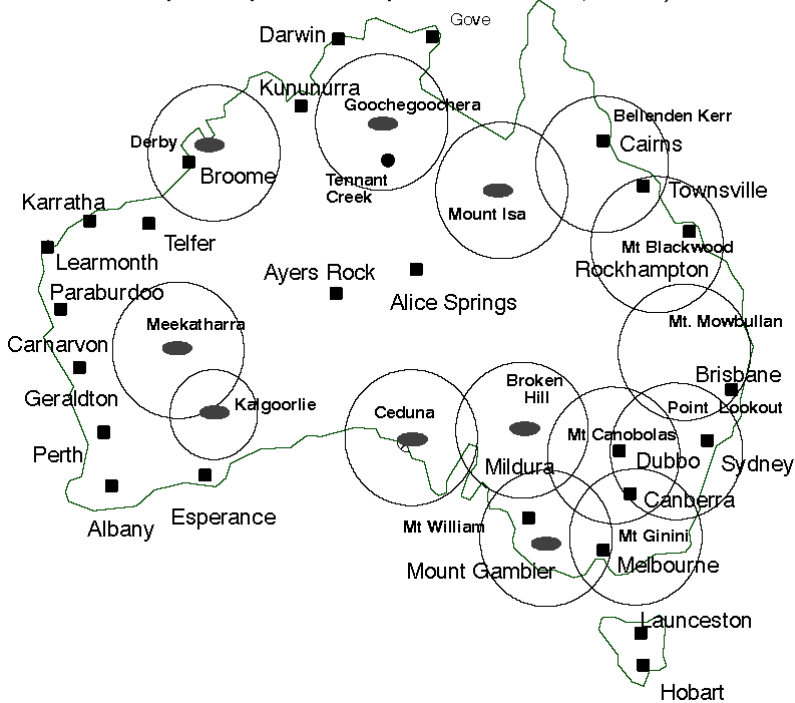 Gove
Darwin
Kununurra
Goochegoochera
Bellenden Kerr
Derby
Cairns
Broome
Tennant
Creek
Townsville
Karratha
Mount Isa
Telfer
Mt Blackwood
Learmonth
Rockhampton
Ayers Rock
Paraburdoo
Alice Springs
Meekatharra
Mt. Mowbullan
Carnarvon
Brisbane
Broken
Hill
Geraldton
Kalgoorlie
Ceduna
Point Lookout
Mt Canobolas
Perth
Mildura
Dubbo
Sydney
Canberra
Esperance
Albany
Mt William
Mt Ginini
Mount Gambier
Melbourne
Launceston
Hobart